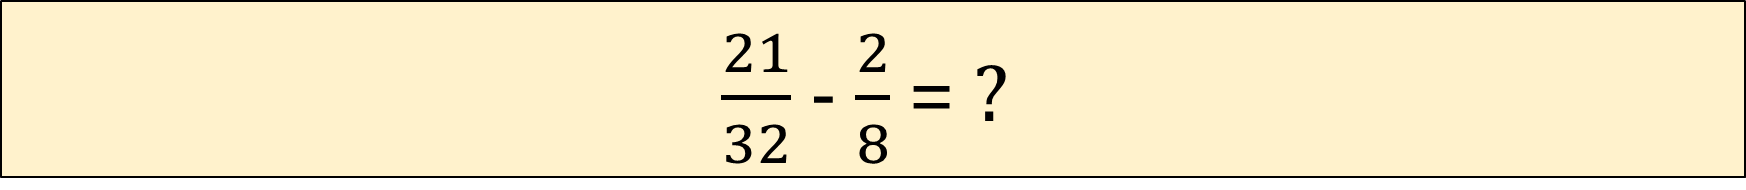 21/32 - 2/8 = ?